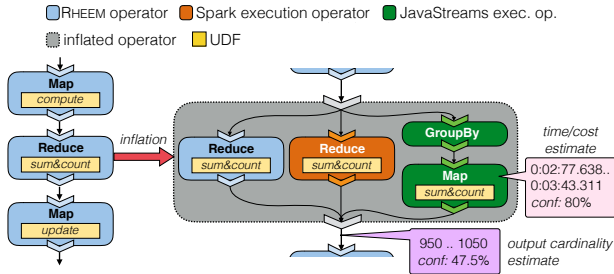 RHEEM operator
Spark execution operator
JavaStreams exec. op.
inflated operator
UDF
Map
compute
Reduce
sum&count
Map
update
inflation
Reduce
sum&count
Reduce
sum&count
GroupBy
Map
sum&count
time/cost
estimate
0:02:77.638..
0:03:43.311
conf: 80%
950 .. 1050
conf: 47.5%
output cardinality
estimate